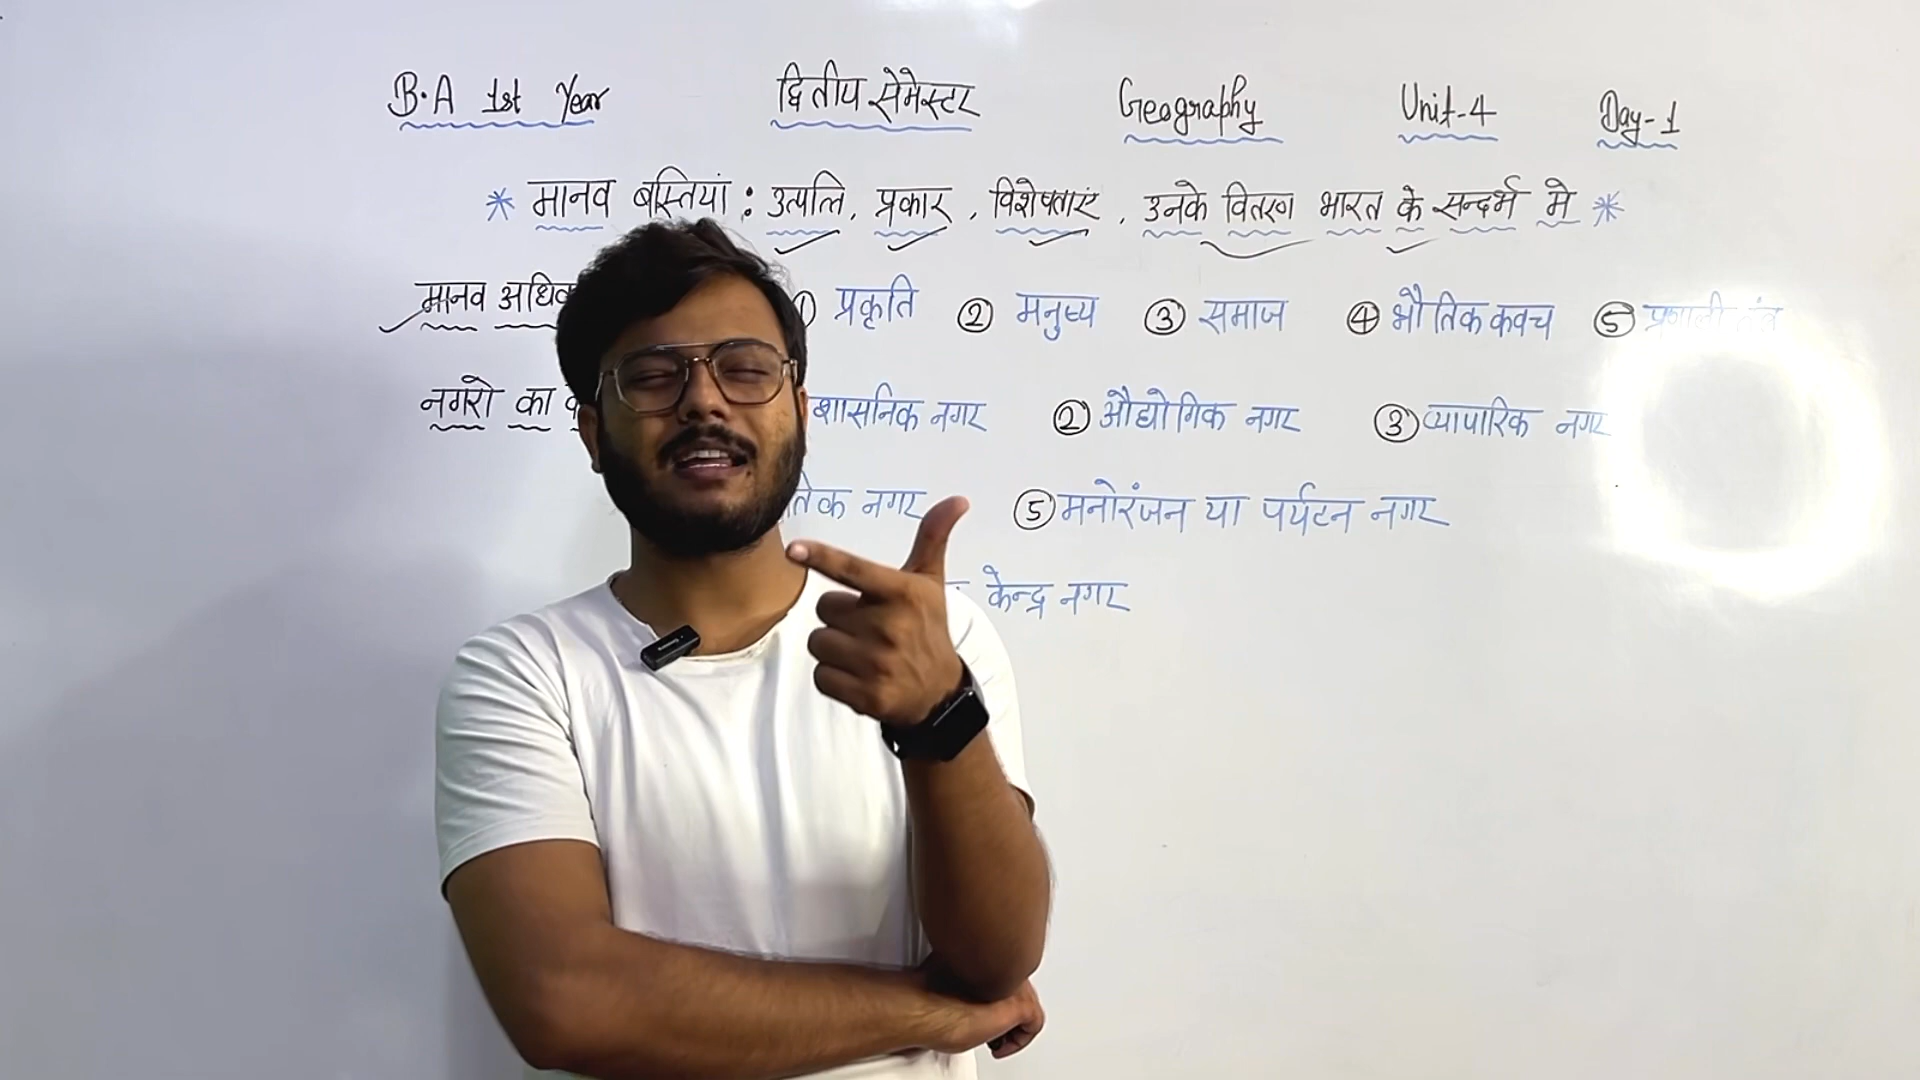 B.A 1st Year द्वितीय सेमेस्टर Geography Unit-4 Day-1
* मानव बस्तियां : उत्पत्ति, प्रकार, विशेषताएं, उनके वितरण भारत के सन्दर्भ मे *
मानव ① प्रकृति ② मनुष्य ③ समाज ④ भौतिक कवच ⑤
नगरो का नगर ② औद्योगिक नगर ③ व्यापारिक नगर
नगर ⑤ मनोरंजन या पर्यटन नगर
केन्द्र नगर